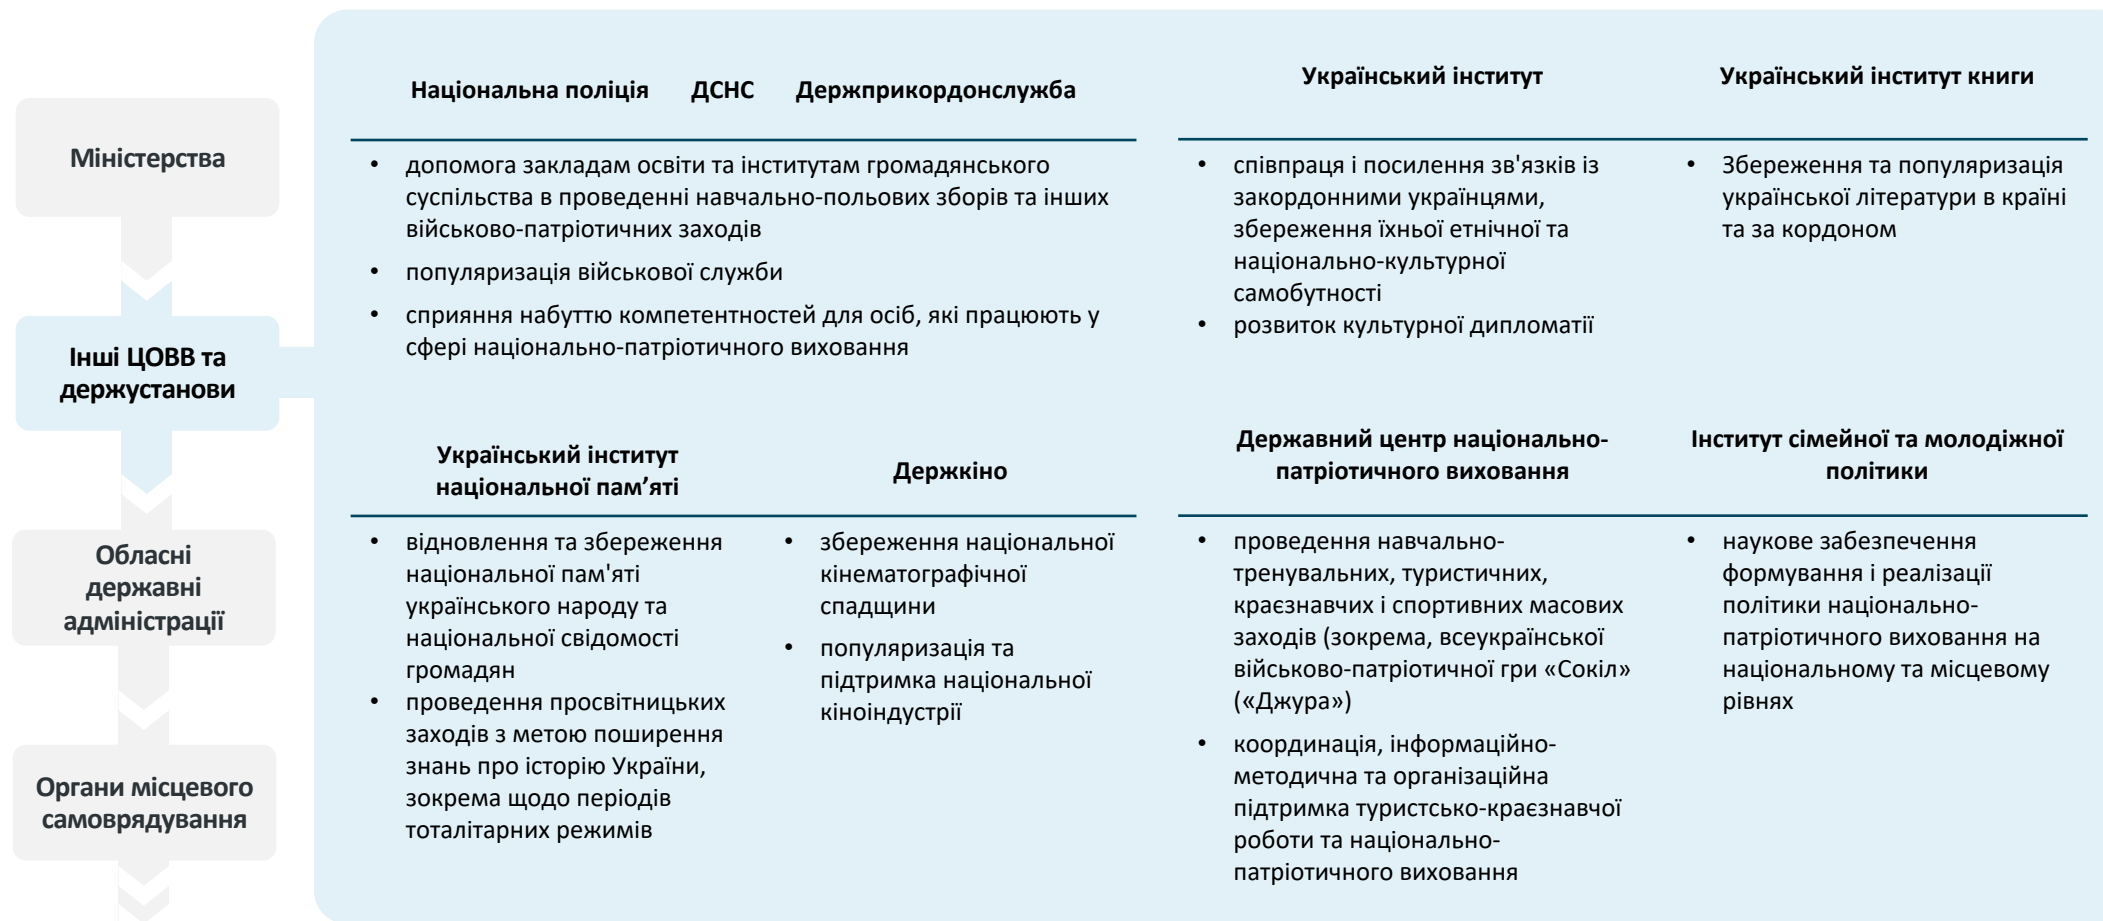 Міністерства
Інші ЦОВВ та
держустанови
Обласні
державні
адміністрації
Органи місцевого
самоврядування
Національна поліція ДСНС Держприкордонслужба
• допомога закладам освіти та інститутам громадянського
суспільства в проведенні навчально-польових зборів та інших
військово-патріотичних заходів
• популяризація військової служби
• сприяння набуттю компетентностей для осіб, які працюють у
сфері національно-патріотичного виховання
Український інститут
• співпраця і посилення зв'язків із
закордонними українцями,
збереження їхньої етнічної та
національно-культурної
самобутності
• розвиток культурної дипломатії
Український інститут книги
• Збереження та популяризація
української літератури в країні
та за кордоном
Український інститут
національної пам’яті
• відновлення та збереження
національної пам'яті
українського народу та
національної свідомості
громадян
• проведення просвітницьких
заходів з метою поширення
знань про історію України,
зокрема щодо періодів
тоталітарних режимів
Держкіно
• збереження національної
кінематографічної
спадщини
• популяризація та
підтримка національної
кіноіндустрії
Державний центр національно-
патріотичного виховання
• проведення навчально-
тренувальних, туристичних,
краєзнавчих і спортивних масових
заходів (зокрема, всеукраїнської
військово-патріотичної гри «Сокіл»
(«Джура»)
• координація, інформаційно-
методична та організаційна
підтримка туристсько-краєзнавчої
роботи та національно-
патріотичного виховання
Інститут сімейної та молодіжної
політики
• наукове забезпечення
формування і реалізації
політики національно-
патріотичного виховання на
національному та місцевому
рівнях